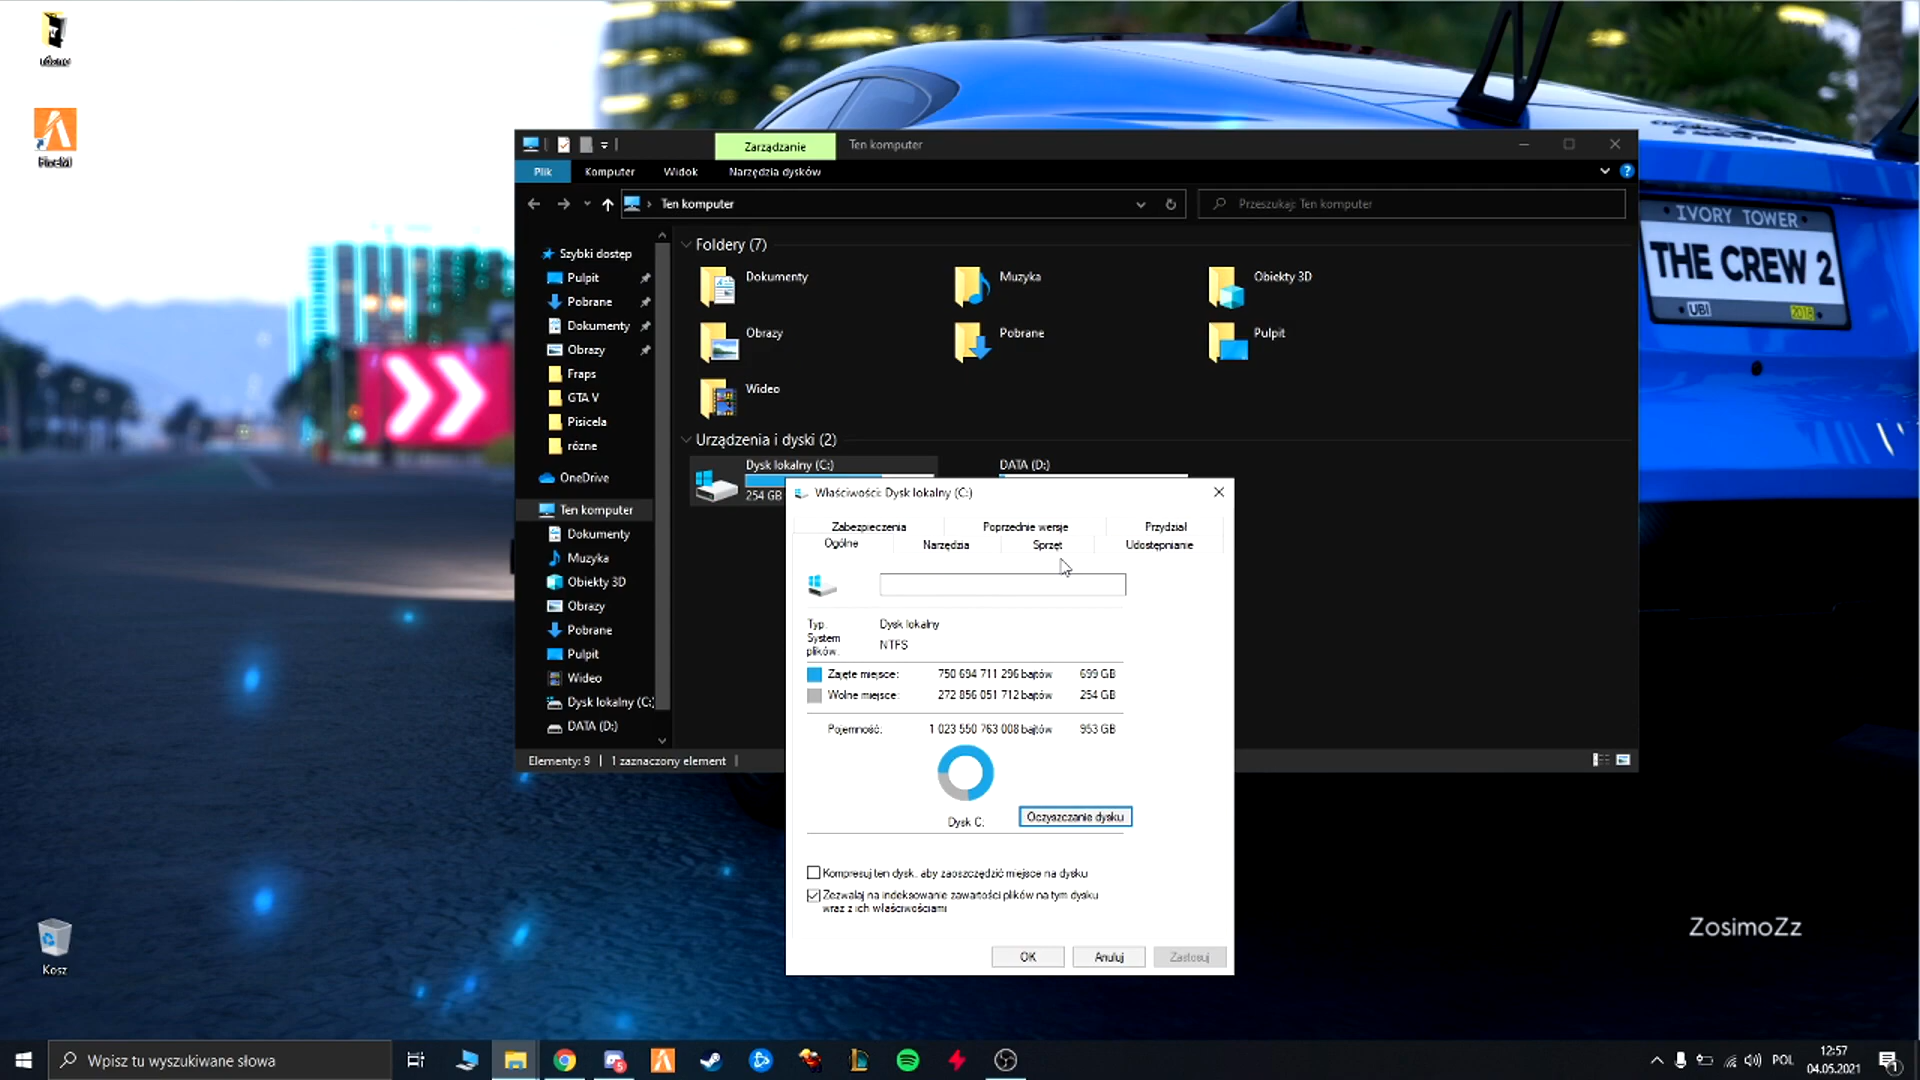 Zarządzanie
Ten komputer
Plik
Komputer
Widok
Narzędzia dysków
Ten komputer
Przeszukaj: Ten komputer
Szybki dostęp
Pulpit
Pobrane
Dokumenty
Obrazy
Fraps
GTA V
Pisicela
rózne
OneDrive
Ten komputer
Dokumenty
Muzyka
Obiekty 3D
Obrazy
Pobrane
Pulpit
Wideo
Dysk lokalny (C:)
DATA (D:)
Foldery (7)
Dokumenty
Muzyka
Obiekty 3D
Obrazy
Pobrane
Pulpit
Wideo
Urządzenia i dyski (2)
Dysk lokalny (C:)
254 GB
DATA (D:)
Elementy: 9
1 zaznaczony element
Właściwości: Dysk lokalny (C:)
Zabezpieczenia
Poprzednie wersje
Przydział
Ogólne
Narzędzia
Sprzęt
Udostępnianie
Typ:
Dysk lokalny
System plików:
NTFS
Zajęte miejsce:
750 694 711 296 bajtów
699 GB
Wolne miejsce:
272 856 051 712 bajtów
254 GB
Pojemność:
1 023 550 763 008 bajtów
953 GB
Dysk C:
Oczyszczanie dysku
Kompresuj ten dysk, aby zaoszczędzić miejsce na dysku
Zezwalaj na indeksowanie zawartości plików na tym dysku
wraz z ich właściwościami
OK
Anuluj
Zastosuj
IVORY TOWER
THE CREW 2
UBI
2018
ZosimoZz
Kosz
Wpisz tu wyszukiwane słowa
5
POL
12:57
04.05.2021
1